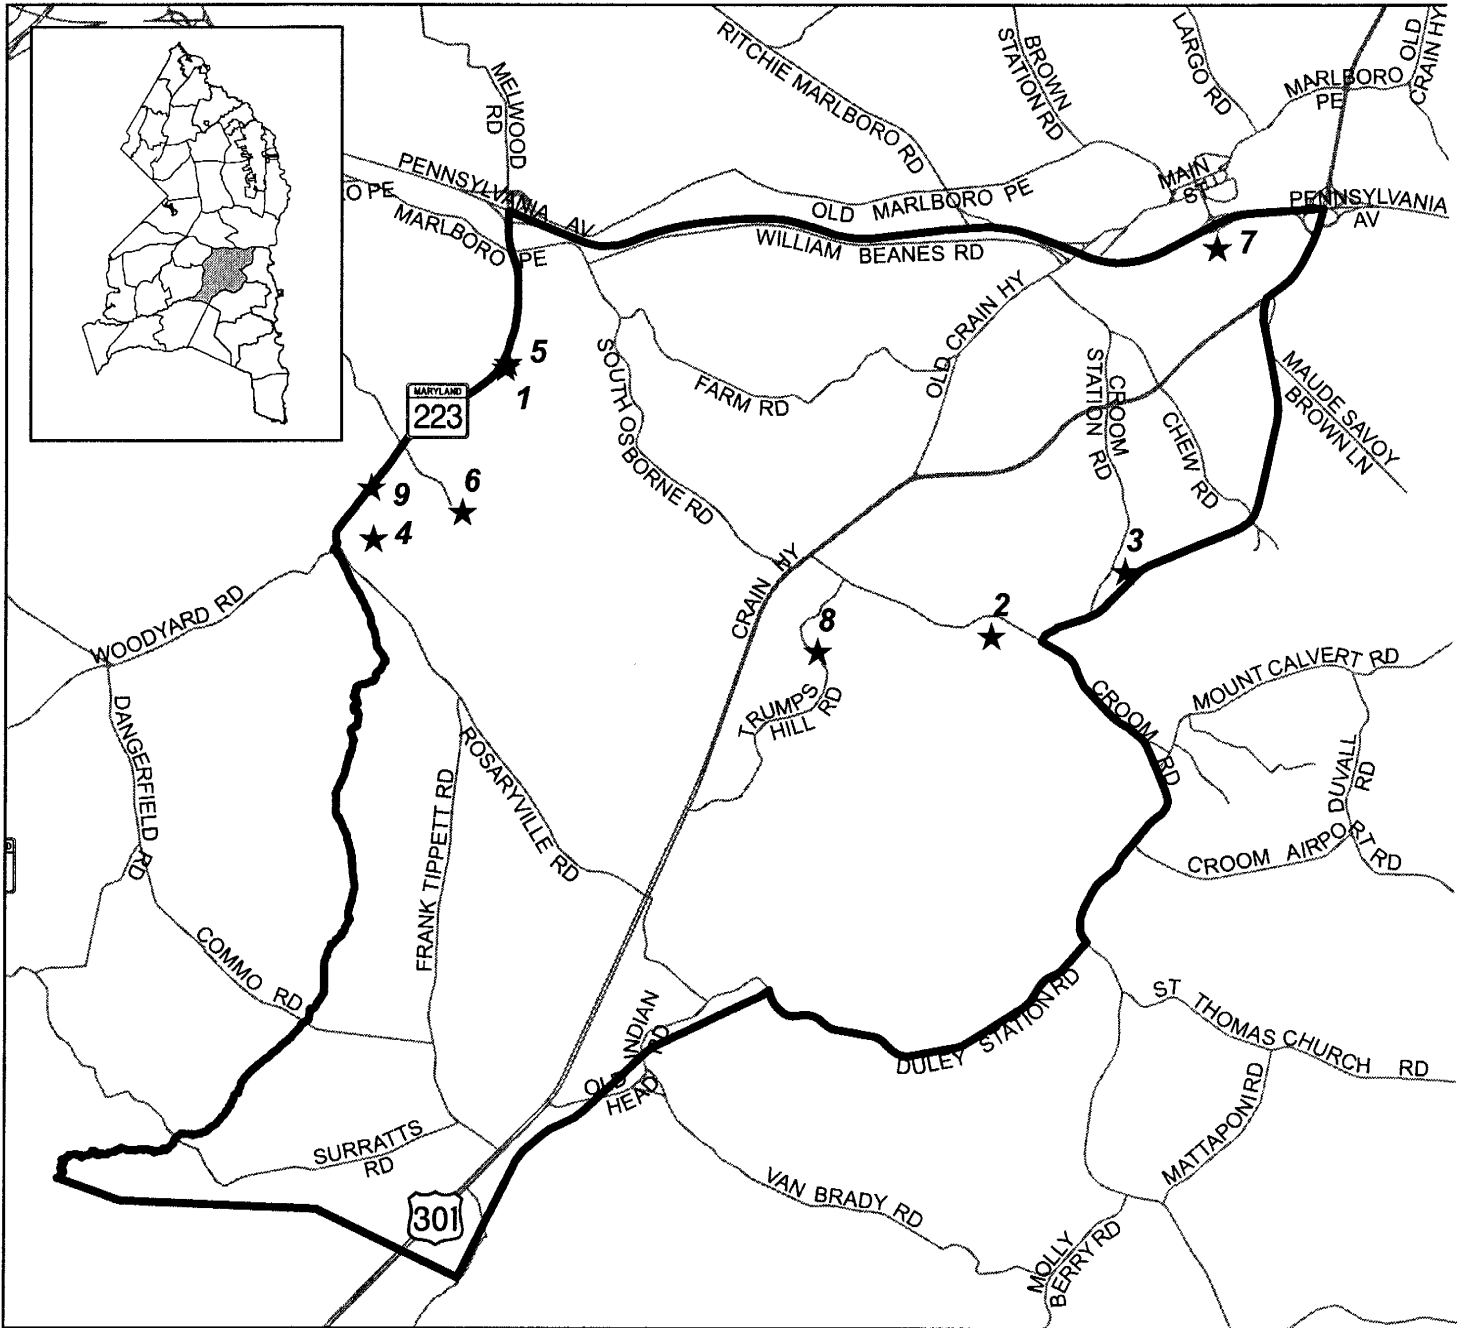 MELWOOD
RD
RITCHIE MARLBORO RD
BROWN
STATION RD
LARGO RD
OLD
CRAIN HY
MARLBORO
PE
PENNSYLVANIA AV
O PE
MARLBORO PE
OLD MARLBORO PE
MAIN
ST
PENNSYLVANIA
AV
WILLIAM BEANES RD
7
5
1
MARYLAND
223
OLD CRAIN HY
SOUTH OSBORNE RD
FARM RD
CROOM
STATION RD
CHEW RD
MAUDE SAVOY
BROWN LN
9
6
4
3
CRAIN HY
2
8
WOODYARD RD
TRUMPS
HILL RD
CROOM RD
MOUNT CALVERT RD
DANGERFIELD RD
ROSARYVILLE RD
FRANK TIPPETT RD
DUVALL
RD
CROOM AIRPORT RD
COMMO RD
OLD INDIAN
HEAD RD
DULEY STATION RD
ST THOMAS CHURCH RD
MATTAPONI RD
SURRATTS
RD
VAN BRADY RD
301
MOLLY
BERRY RD